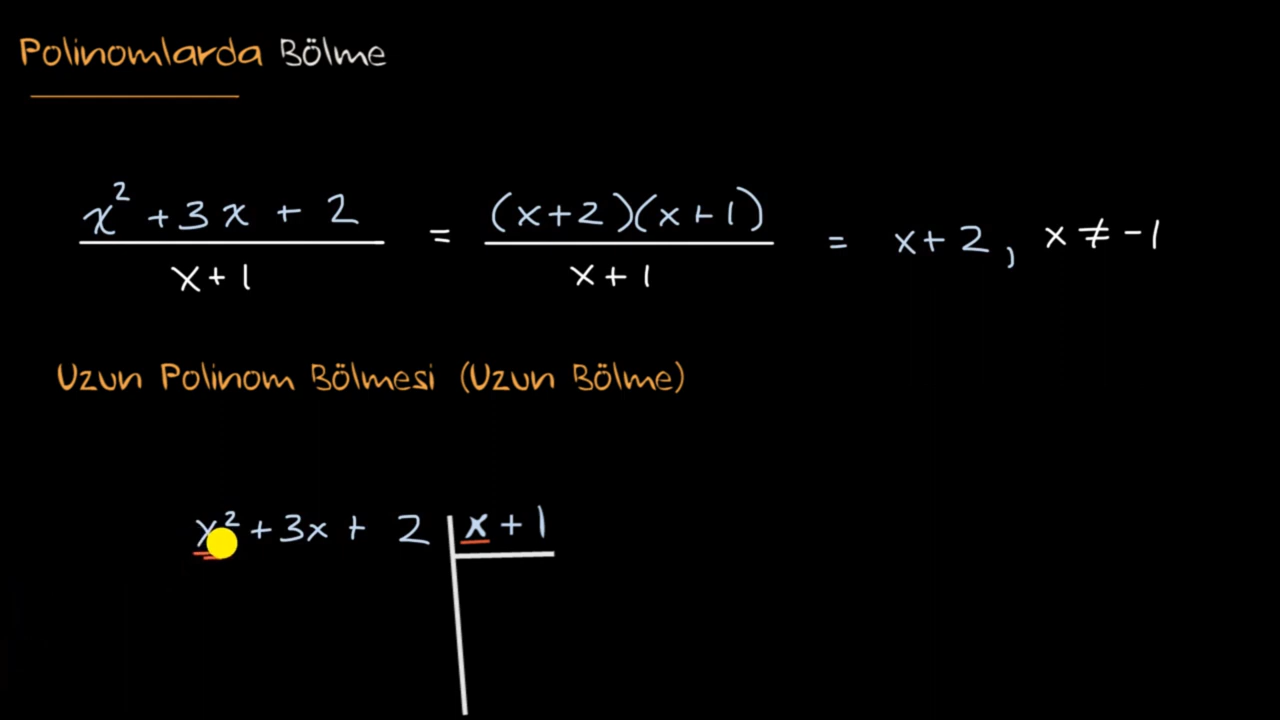 Polinomlarda Bölme
x² + 3x + 2 = (x+2)(x+1) = x+2, x ≠ -1
x+1 x+1
Uzun Polinom Bölmesi (Uzun Bölme)
x² + 3x + 2 x + 1